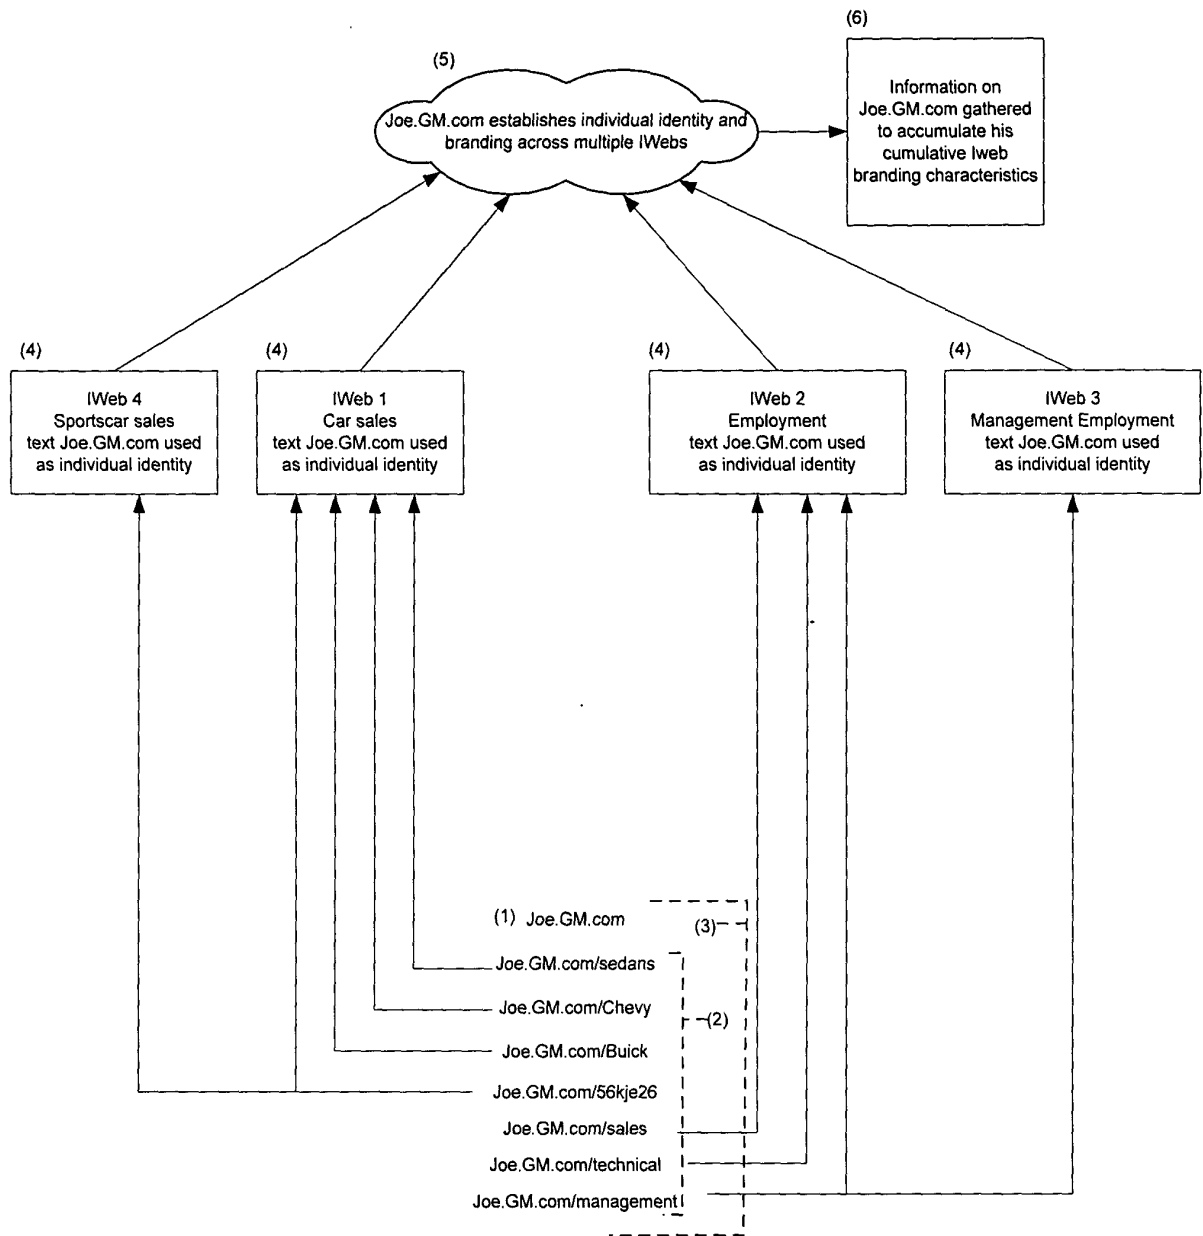 (6)
(5)
Information on
Joe.GM.com gathered
to accumulate his
cumulative Iweb
branding characteristics
Joe.GM.com establishes individual identity and
branding across multiple IWebs
(4)
IWeb 4
Sportscar sales
text Joe.GM.com used
as individual identity
(4)
IWeb 1
Car sales
text Joe.GM.com used
as individual identity
(4)
IWeb 2
Employment
text Joe.GM.com used
as individual identity
(4)
IWeb 3
Management Employment
text Joe.GM.com used
as individual identity
(1) Joe.GM.com
(3)
Joe.GM.com/sedans
Joe.GM.com/Chevy
(2)
Joe.GM.com/Buick
Joe.GM.com/56kje26
Joe.GM.com/sales
Joe.GM.com/technical
Joe.GM.com/management